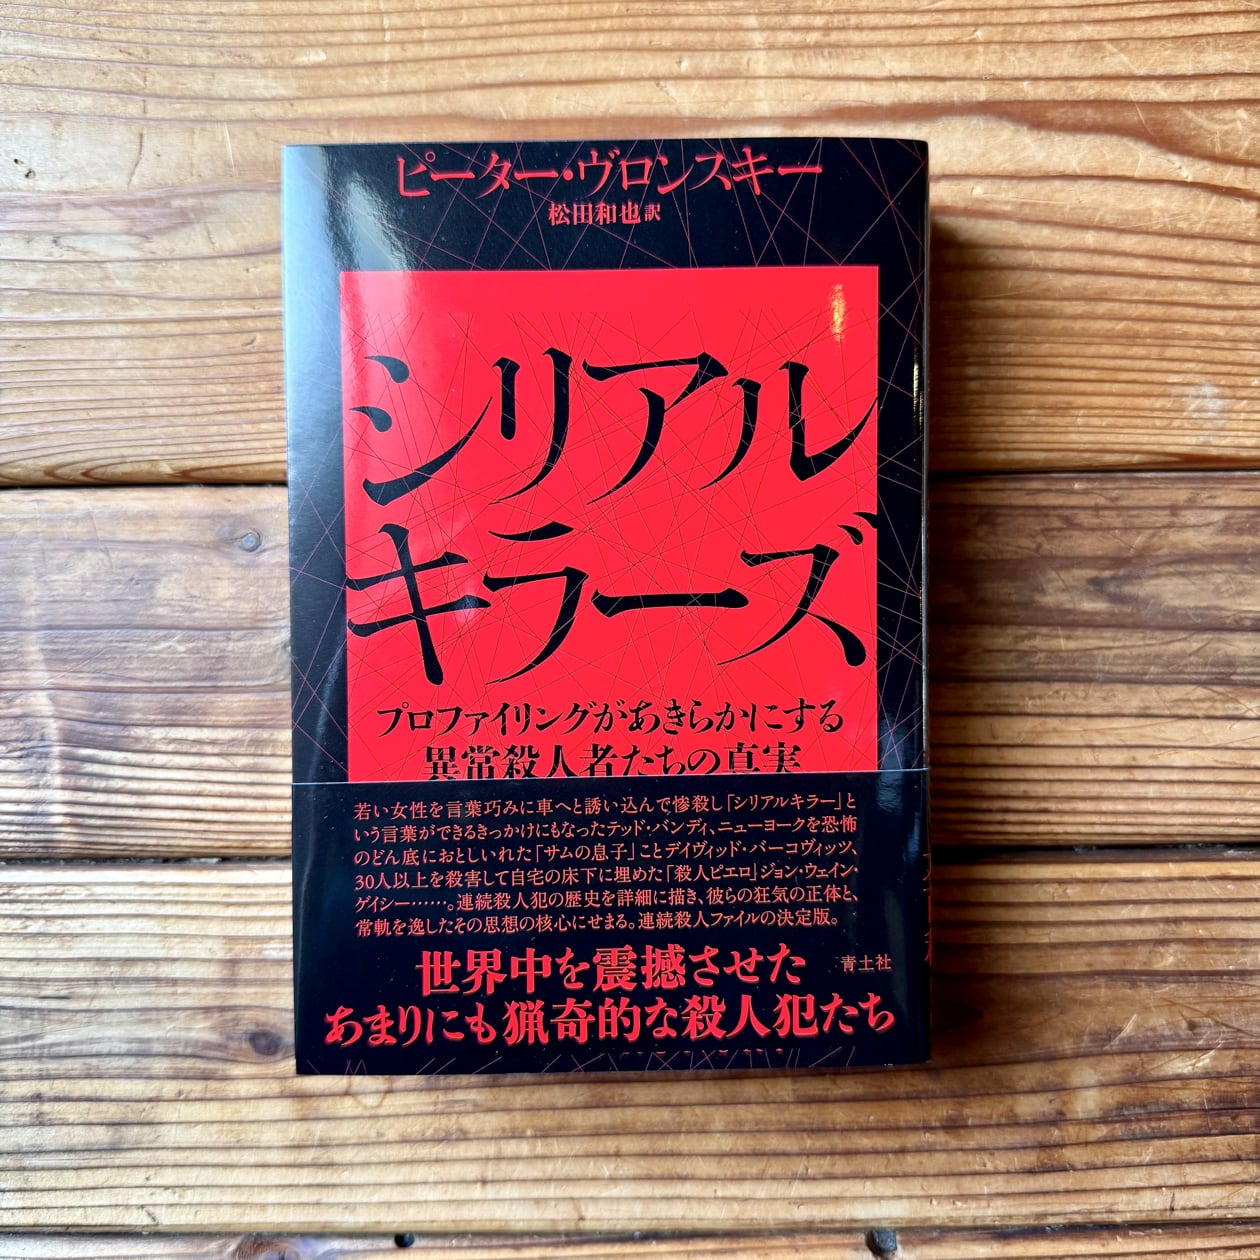 ピーター・ヴロンスキー
松田和也訳
シリアル
キラーズ
プロファイリングがあきらかにする
異常殺人者たちの真実
若い女性を言葉巧みに車へと誘い込んで惨殺し「シリアルキラー」と
いう言葉ができるきっかけにもなったテッド・バンディ、ニューヨークを恐怖
のどん底におとしいれた「サムの息子」ことデイヴィッド・バーコヴィッツ、
30人以上を殺害して自宅の床下に埋めた「殺人ピエロ」ジョン・ウェイン・
ゲイシー……。連続殺人犯の歴史を詳細に描き、彼らの狂気の正体と、
常軌を逸したその思想の核心にせまる。連続殺人ファイルの決定版。
世界中を震撼させた
あまりにも猟奇的な殺人犯たち
青土社